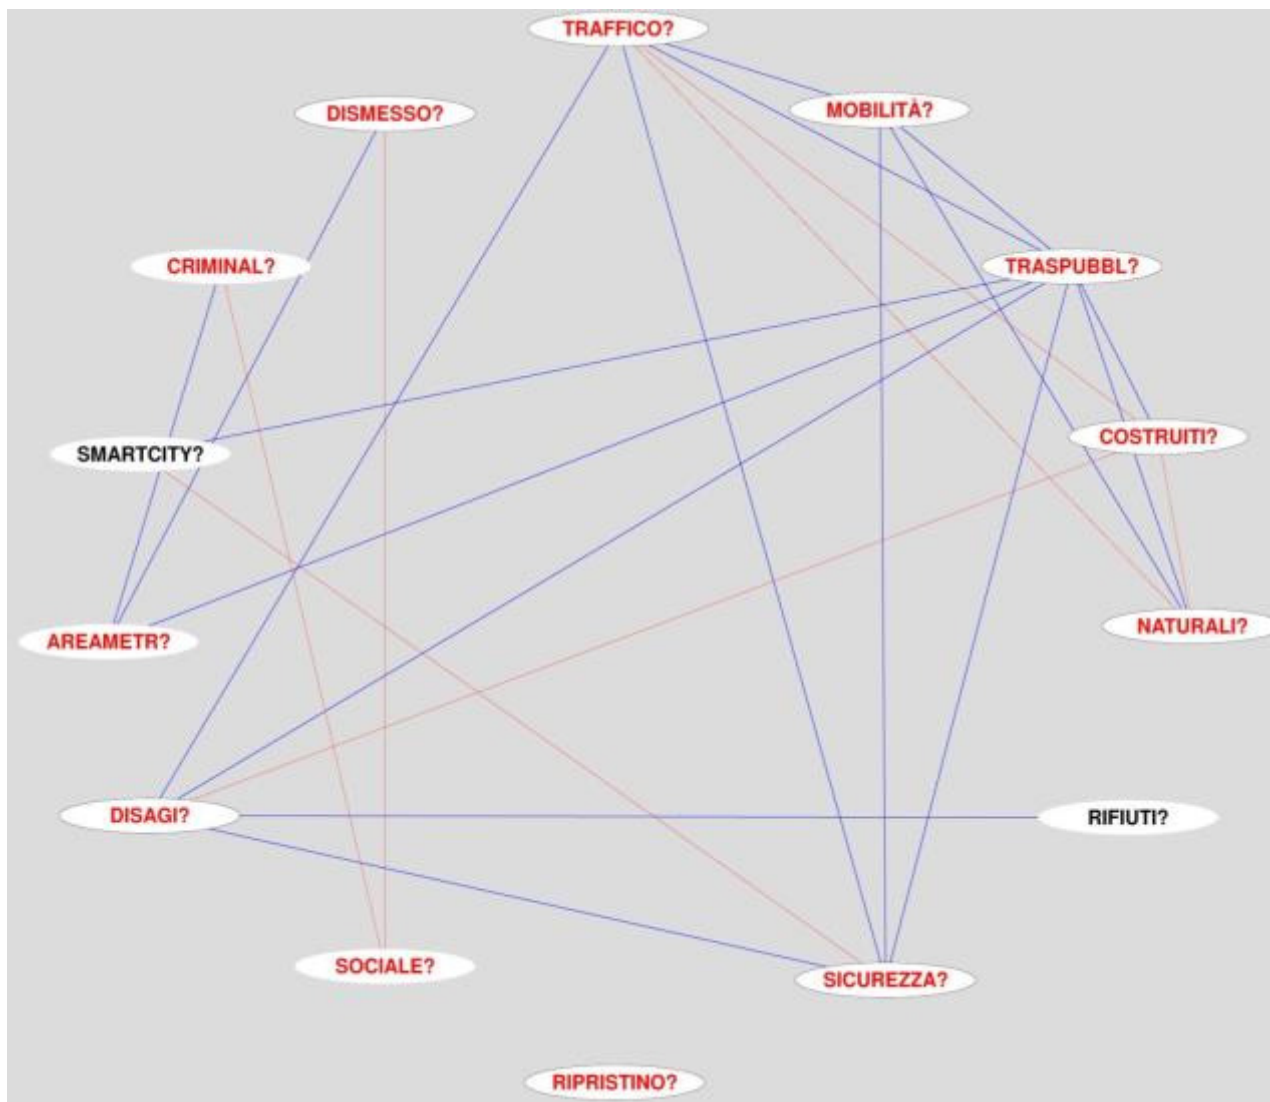 TRAFFICO?
DISMESSO?
MOBILITÀ?
CRIMINAL?
TRASPUBBL?
SMARTCITY?
COSTRUITI?
AREAMETR?
NATURALI?
DISAGI?
RIFIUTI?
SOCIALE?
SICUREZZA?
RIPRISTINO?